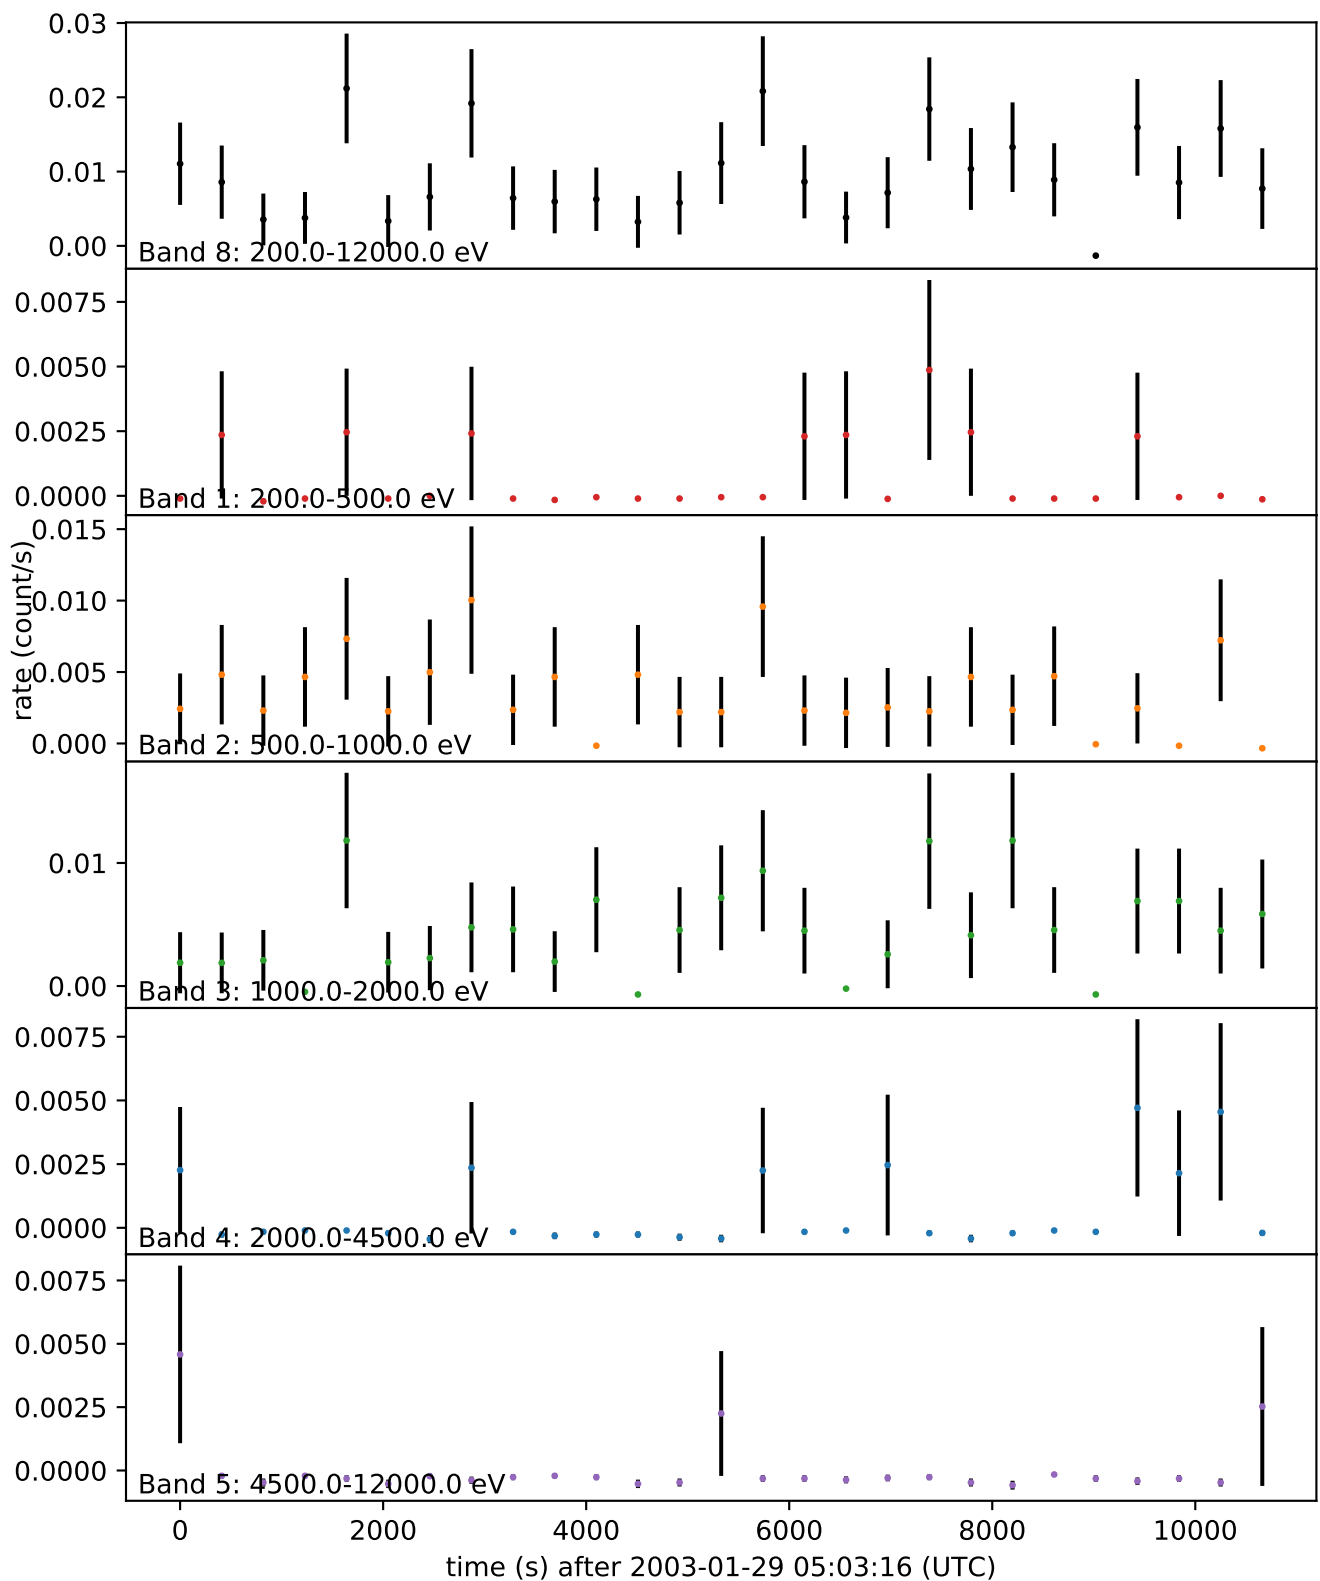 0.03
0.02
0.01
0.00
Band 8: 200.0-12000.0 eV
0.0075
0.0050
0.0025
0.0000
Band 1: 200.0-500.0 eV
rate (count/s)
0.015
0.010
0.005
0.000
Band 2: 500.0-1000.0 eV
0.01
0.00
Band 3: 1000.0-2000.0 eV
0.0075
0.0050
0.0025
0.0000
Band 4: 2000.0-4500.0 eV
0.0075
0.0050
0.0025
0.0000
Band 5: 4500.0-12000.0 eV
0 2000 4000 6000 8000 10000
time (s) after 2003-01-29 05:03:16 (UTC)